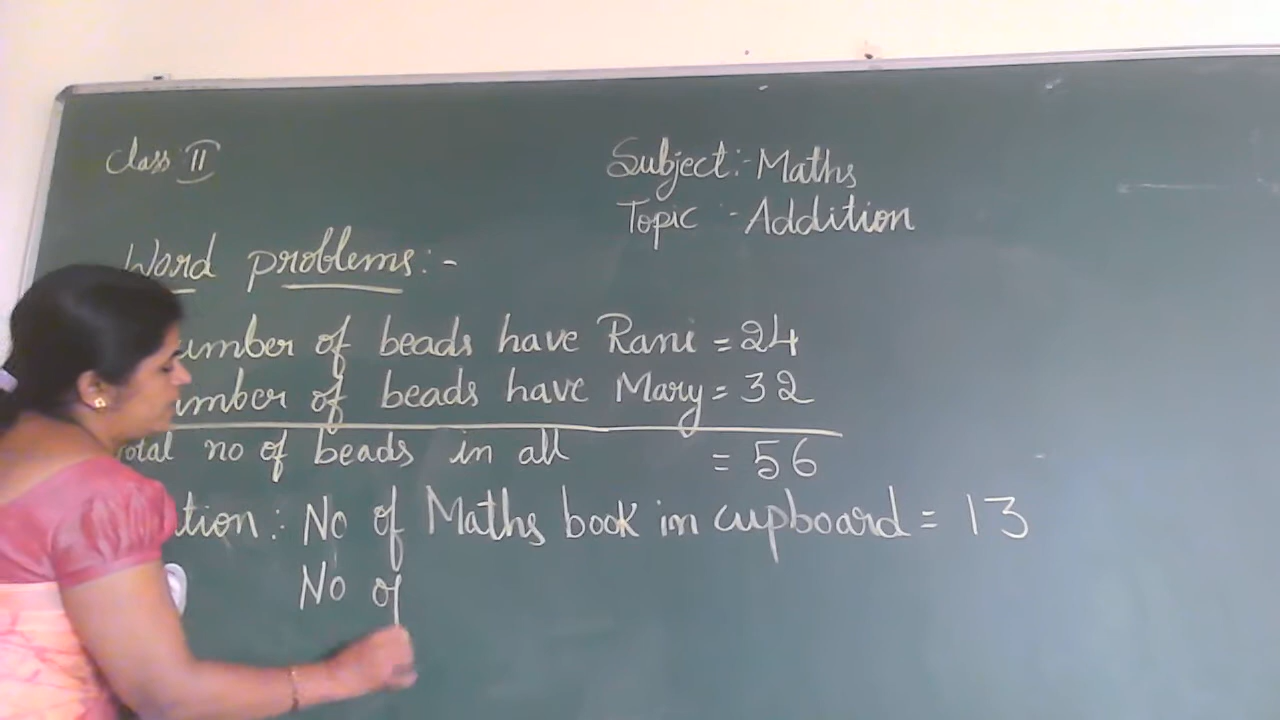 Class: II
Subject:- Maths
Topic :- Addition
Word problems:-
umber of beads have Rani = 24
umber of beads have Mary = 32
otal no of beads in all = 56
ation: No of Maths book in cupboard = 13
No of